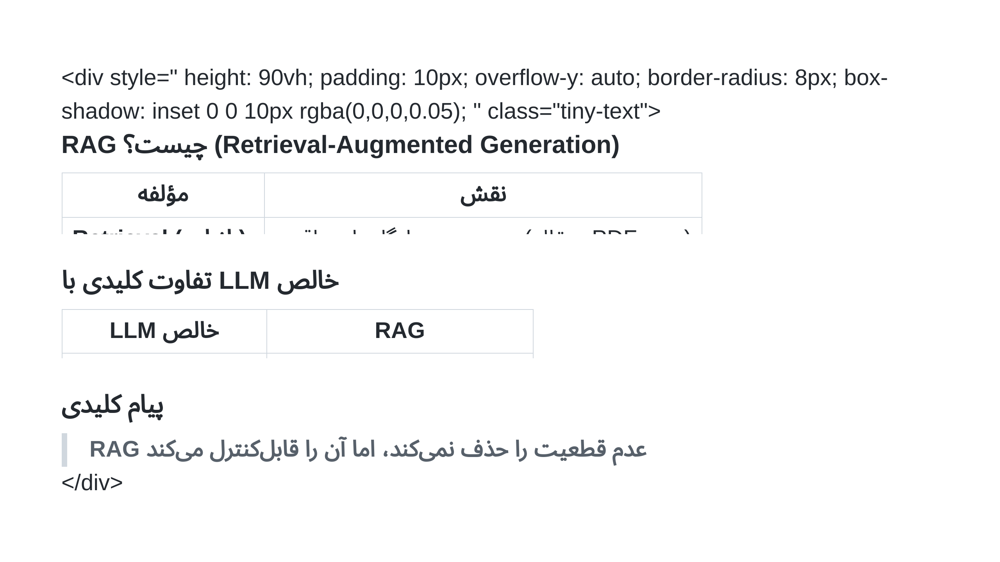 <div style=" height: 90vh; padding: 10px; overflow-y: auto; border-radius: 8px; box-
shadow: inset 0 0 10px rgba(0,0,0,0.05); " class="tiny-text">
RAG چیست؟ (Retrieval-Augmented Generation)
مؤلفه
نقش
تفاوت کلیدی با LLM خالص
LLM خالص
RAG
پیام کلیدی
RAG عدم قطعیت را حذف نمی‌کند، اما آن را قابل‌کنترل می‌کند
</div>